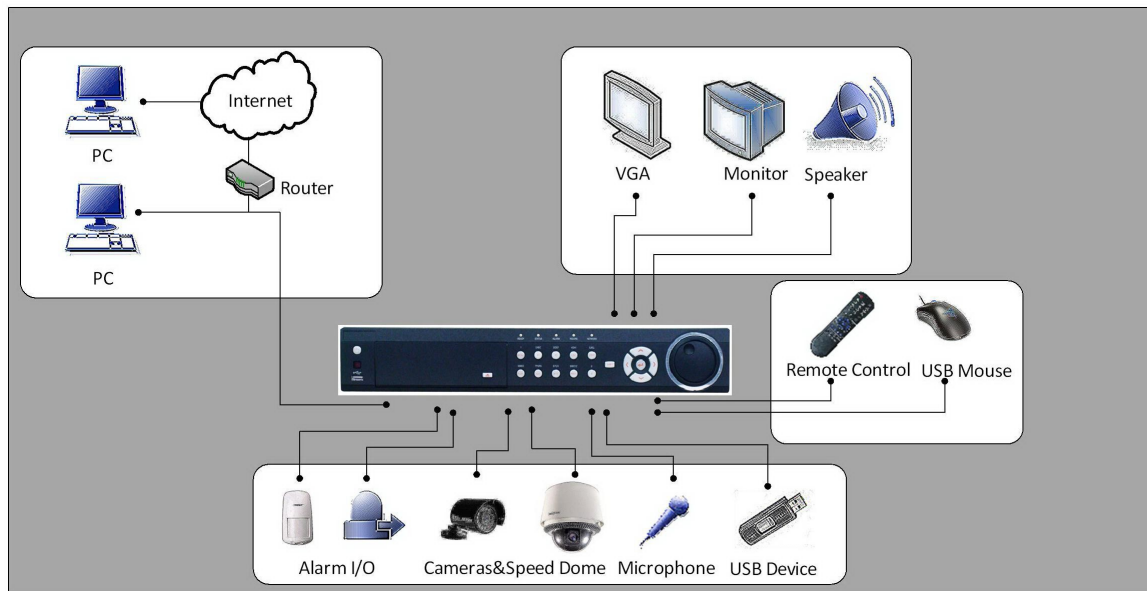 Internet
PC
Router
PC
VGA
Monitor
Speaker
Remote Control
USB Mouse
Alarm I/O
Cameras&Speed Dome
Microphone
USB Device